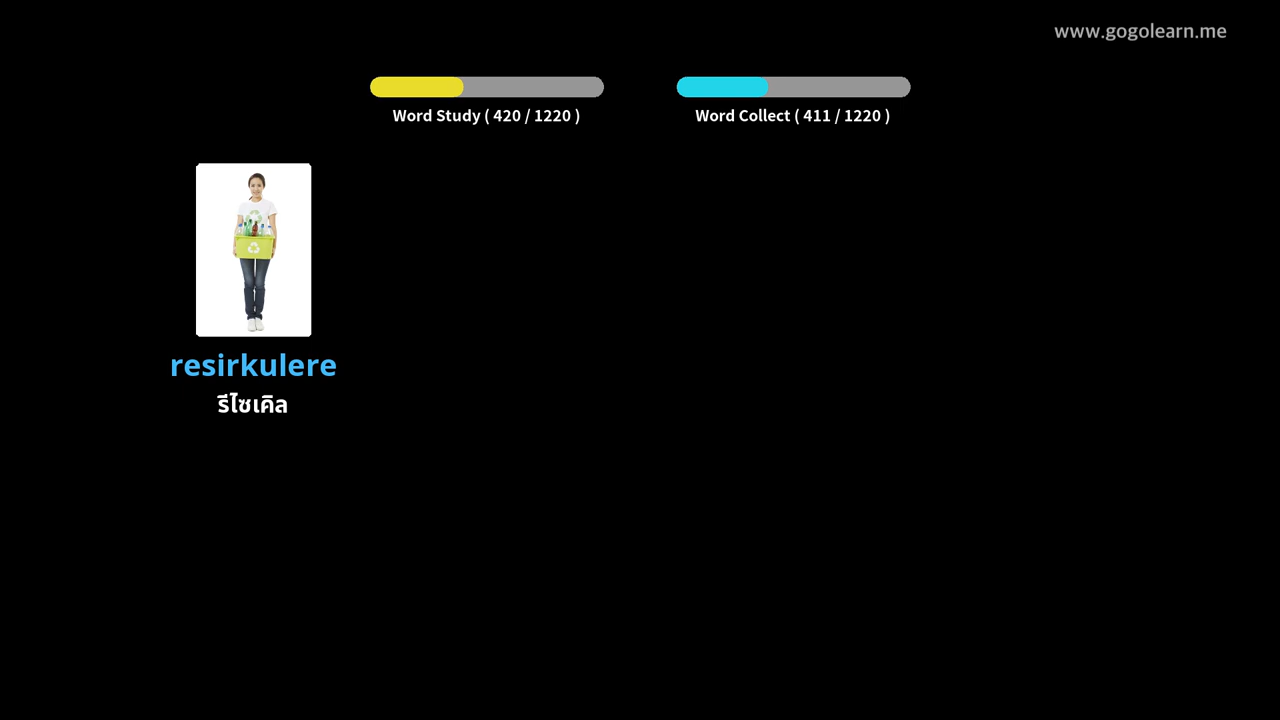 www.gogolearn.me
Word Study ( 420 / 1220 )
Word Collect ( 411 / 1220 )
resirkulere
รีไซเคิล